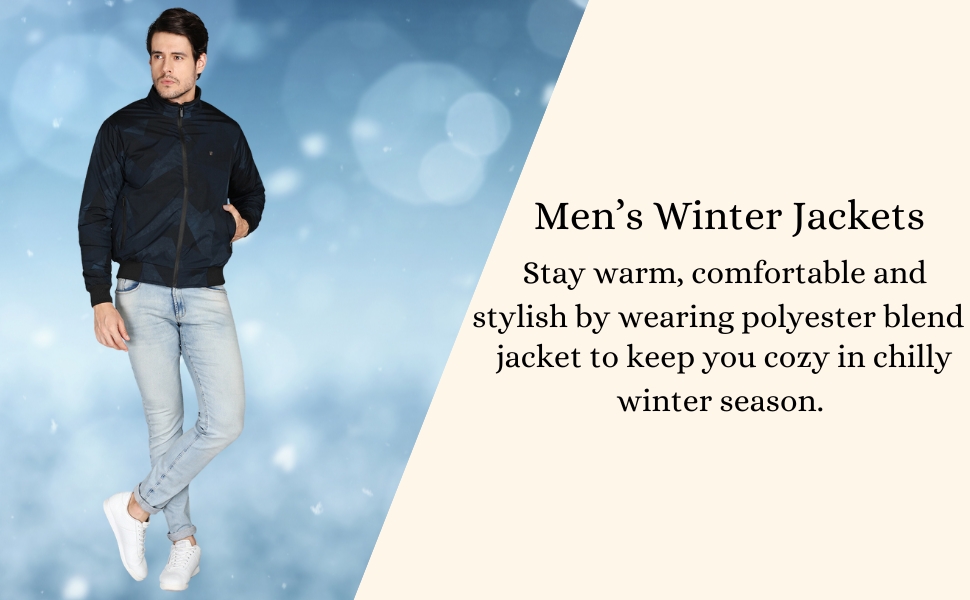 Men’s Winter Jackets
Stay warm, comfortable and
stylish by wearing polyester blend
jacket to keep you cozy in chilly
winter season.